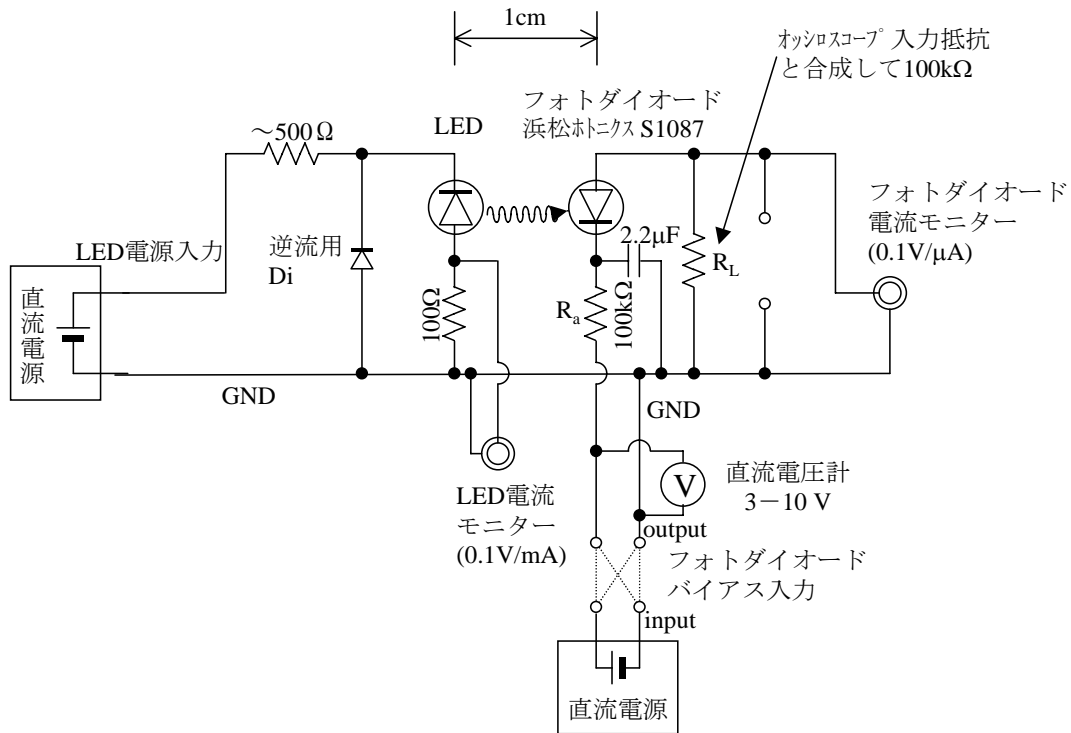 1cm
オッシロスコープ 入力抵抗
と合成して100kΩ
フォトダイオード
浜松ホトニクス S1087
LED
～500Ω
フォトダイオード
電流モニター
(0.1V/μA)
2.2μF
LED電源入力
逆流用
Di
R_L
直流電源
100Ω
R_a
100kΩ
GND
GND
直流電圧計
3－10 V
V
LED電流
モニター
(0.1V/mA)
output
フォトダイオード
バイアス入力
input
直流電源